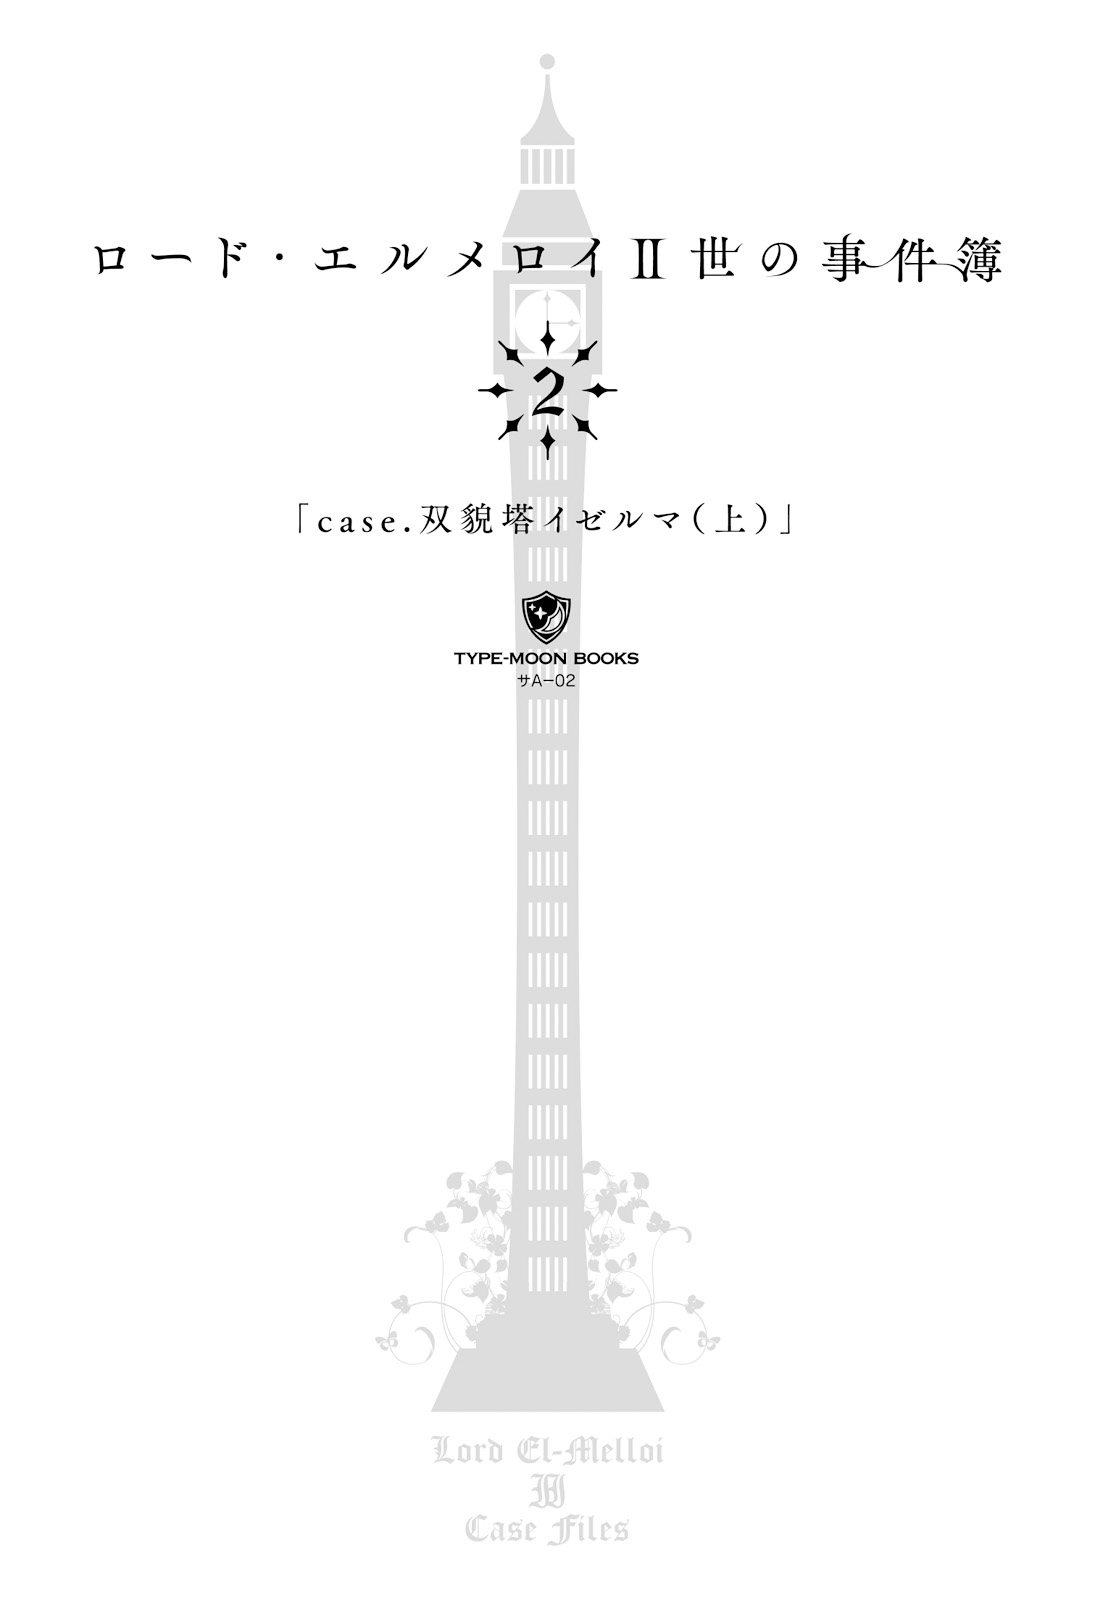 ロード・エルメロイⅡ世の事件簿
2
「case.双貌塔イゼルマ(上)」
TYPE-MOON BOOKS
サA-02
Lord El-Melloi
II
Case Files